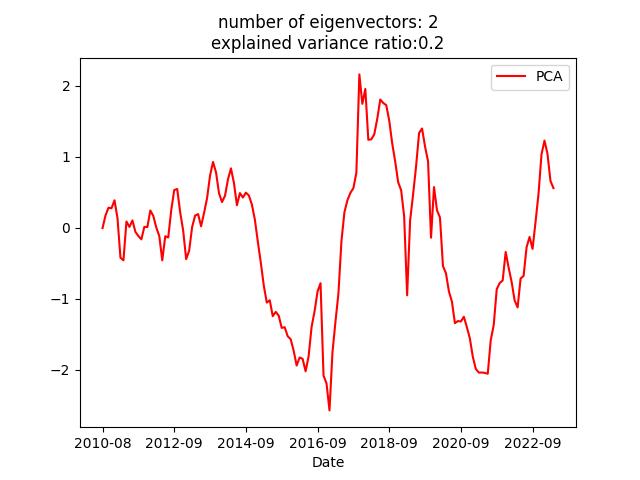 number of eigenvectors: 2
explained variance ratio:0.2
PCA
2
1
0
−1
−2
2010-08 2012-09 2014-09 2016-09 2018-09 2020-09 2022-09
Date